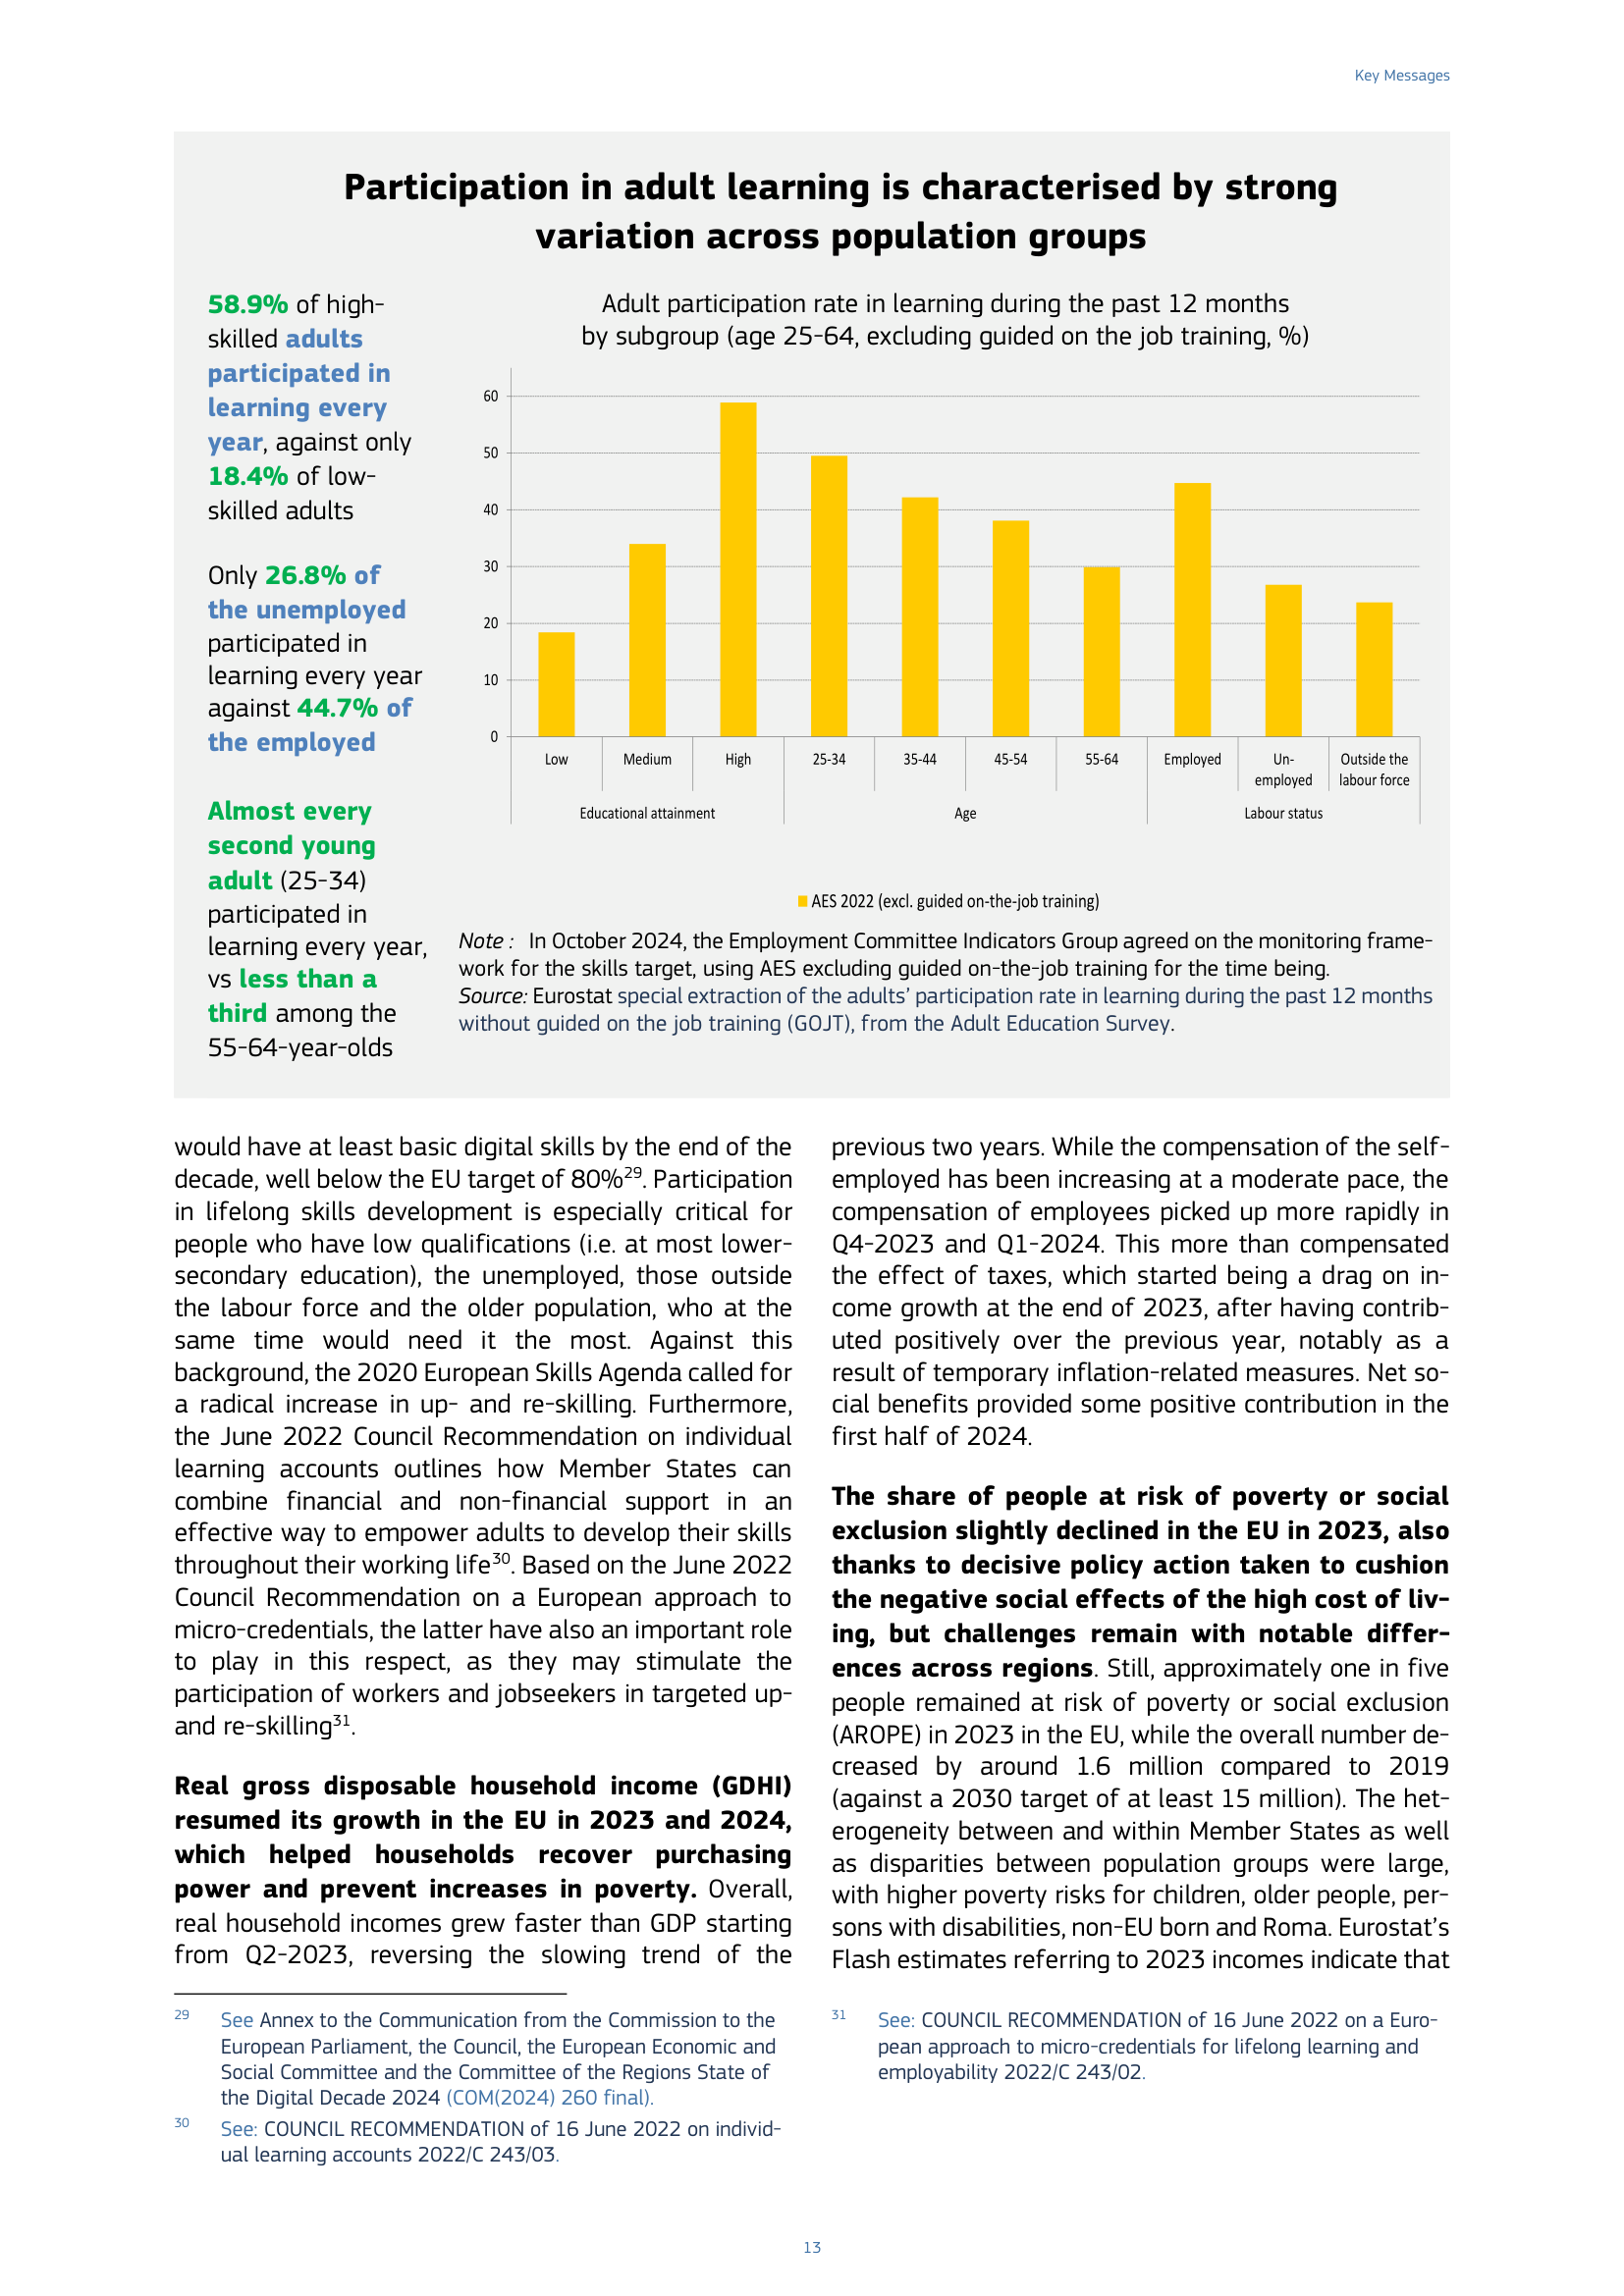 Key Messages
Participation in adult learning is characterised by strong
variation across population groups
58.9% of high-
skilled adults
participated in
learning every
year, against only
18.4% of low-
skilled adults
Only 26.8% of
the unemployed
participated in
learning every year
against 44.7% of
the employed
Almost every
second young
adult (25-34)
participated in
learning every year,
vs less than a
third among the
55-64-year-olds
Adult participation rate in learning during the past 12 months
by subgroup (age 25-64, excluding guided on the job training, %)
60
50
40
30
20
10
0
Low Medium High 25-34 35-44 45-54 55-64 Employed Un- Outside the
employed labour force
Educational attainment Age Labour status
AES 2022 (excl. guided on-the-job training)
Note : In October 2024, the Employment Committee Indicators Group agreed on the monitoring frame-
work for the skills target, using AES excluding guided on-the-job training for the time being.
Source: Eurostat special extraction of the adults’ participation rate in learning during the past 12 months
without guided on the job training (GOJT), from the Adult Education Survey.
would have at least basic digital skills by the end of the
decade, well below the EU target of 80%29. Participation
in lifelong skills development is especially critical for
people who have low qualifications (i.e. at most lower-
secondary education), the unemployed, those outside
the labour force and the older population, who at the
same time would need it the most. Against this
background, the 2020 European Skills Agenda called for
a radical increase in up- and re-skilling. Furthermore,
the June 2022 Council Recommendation on individual
learning accounts outlines how Member States can
combine financial and non-financial support in an
effective way to empower adults to develop their skills
throughout their working life30. Based on the June 2022
Council Recommendation on a European approach to
micro-credentials, the latter have also an important role
to play in this respect, as they may stimulate the
participation of workers and jobseekers in targeted up-
and re-skilling31.
Real gross disposable household income (GDHI)
resumed its growth in the EU in 2023 and 2024,
which helped households recover purchasing
power and prevent increases in poverty. Overall,
real household incomes grew faster than GDP starting
from Q2-2023, reversing the slowing trend of the
previous two years. While the compensation of the self-
employed has been increasing at a moderate pace, the
compensation of employees picked up more rapidly in
Q4-2023 and Q1-2024. This more than compensated
the effect of taxes, which started being a drag on in-
come growth at the end of 2023, after having contrib-
uted positively over the previous year, notably as a
result of temporary inflation-related measures. Net so-
cial benefits provided some positive contribution in the
first half of 2024.
The share of people at risk of poverty or social
exclusion slightly declined in the EU in 2023, also
thanks to decisive policy action taken to cushion
the negative social effects of the high cost of liv-
ing, but challenges remain with notable differ-
ences across regions. Still, approximately one in five
people remained at risk of poverty or social exclusion
(AROPE) in 2023 in the EU, while the overall number de-
creased by around 1.6 million compared to 2019
(against a 2030 target of at least 15 million). The het-
erogeneity between and within Member States as well
as disparities between population groups were large,
with higher poverty risks for children, older people, per-
sons with disabilities, non-EU born and Roma. Eurostat’s
Flash estimates referring to 2023 incomes indicate that
29 See Annex to the Communication from the Commission to the
European Parliament, the Council, the European Economic and
Social Committee and the Committee of the Regions State of
the Digital Decade 2024 (COM(2024) 260 final).
30 See: COUNCIL RECOMMENDATION of 16 June 2022 on individ-
ual learning accounts 2022/C 243/03.
31 See: COUNCIL RECOMMENDATION of 16 June 2022 on a Euro-
pean approach to micro-credentials for lifelong learning and
employability 2022/C 243/02.
13